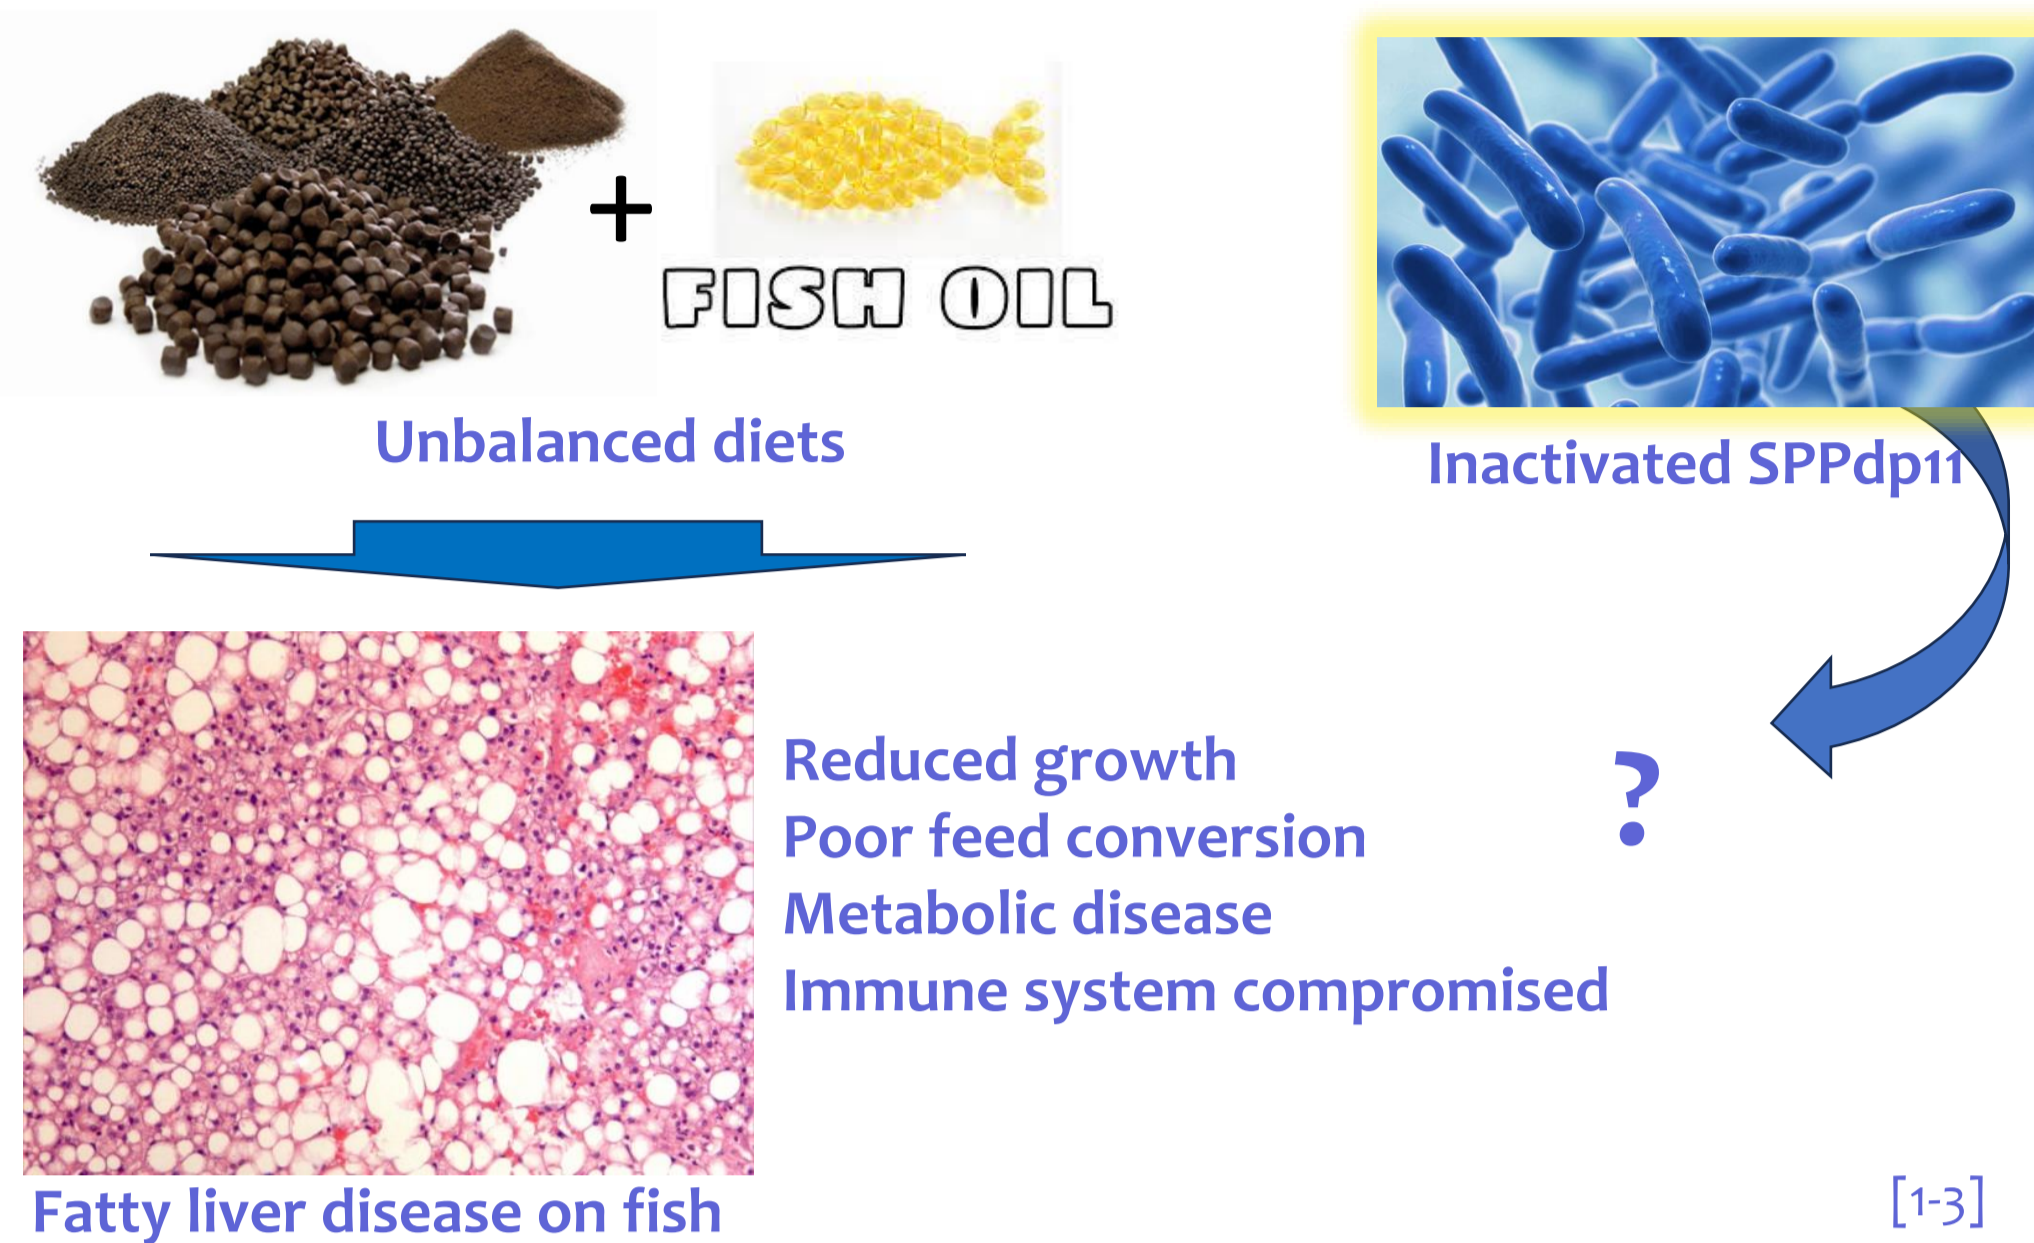 +
FISH OIL
Unbalanced diets
Inactivated SPPdp11
Reduced growth
Poor feed conversion
Metabolic disease
Immune system compromised
?
Fatty liver disease on fish
[1-3]